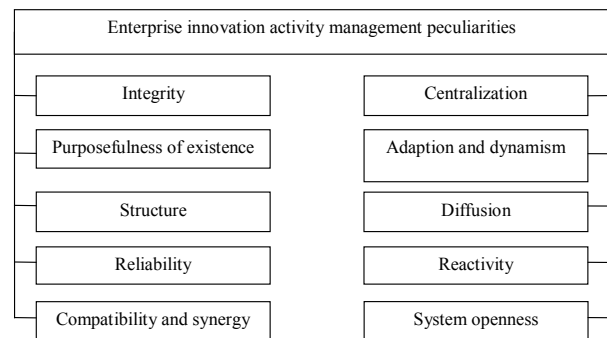 Enterprise innovation activity management peculiarities
Integrity
Centralization
Purposefulness of existence
Adaption and dynamism
Structure
Diffusion
Reliability
Reactivity
Compatibility and synergy
System openness